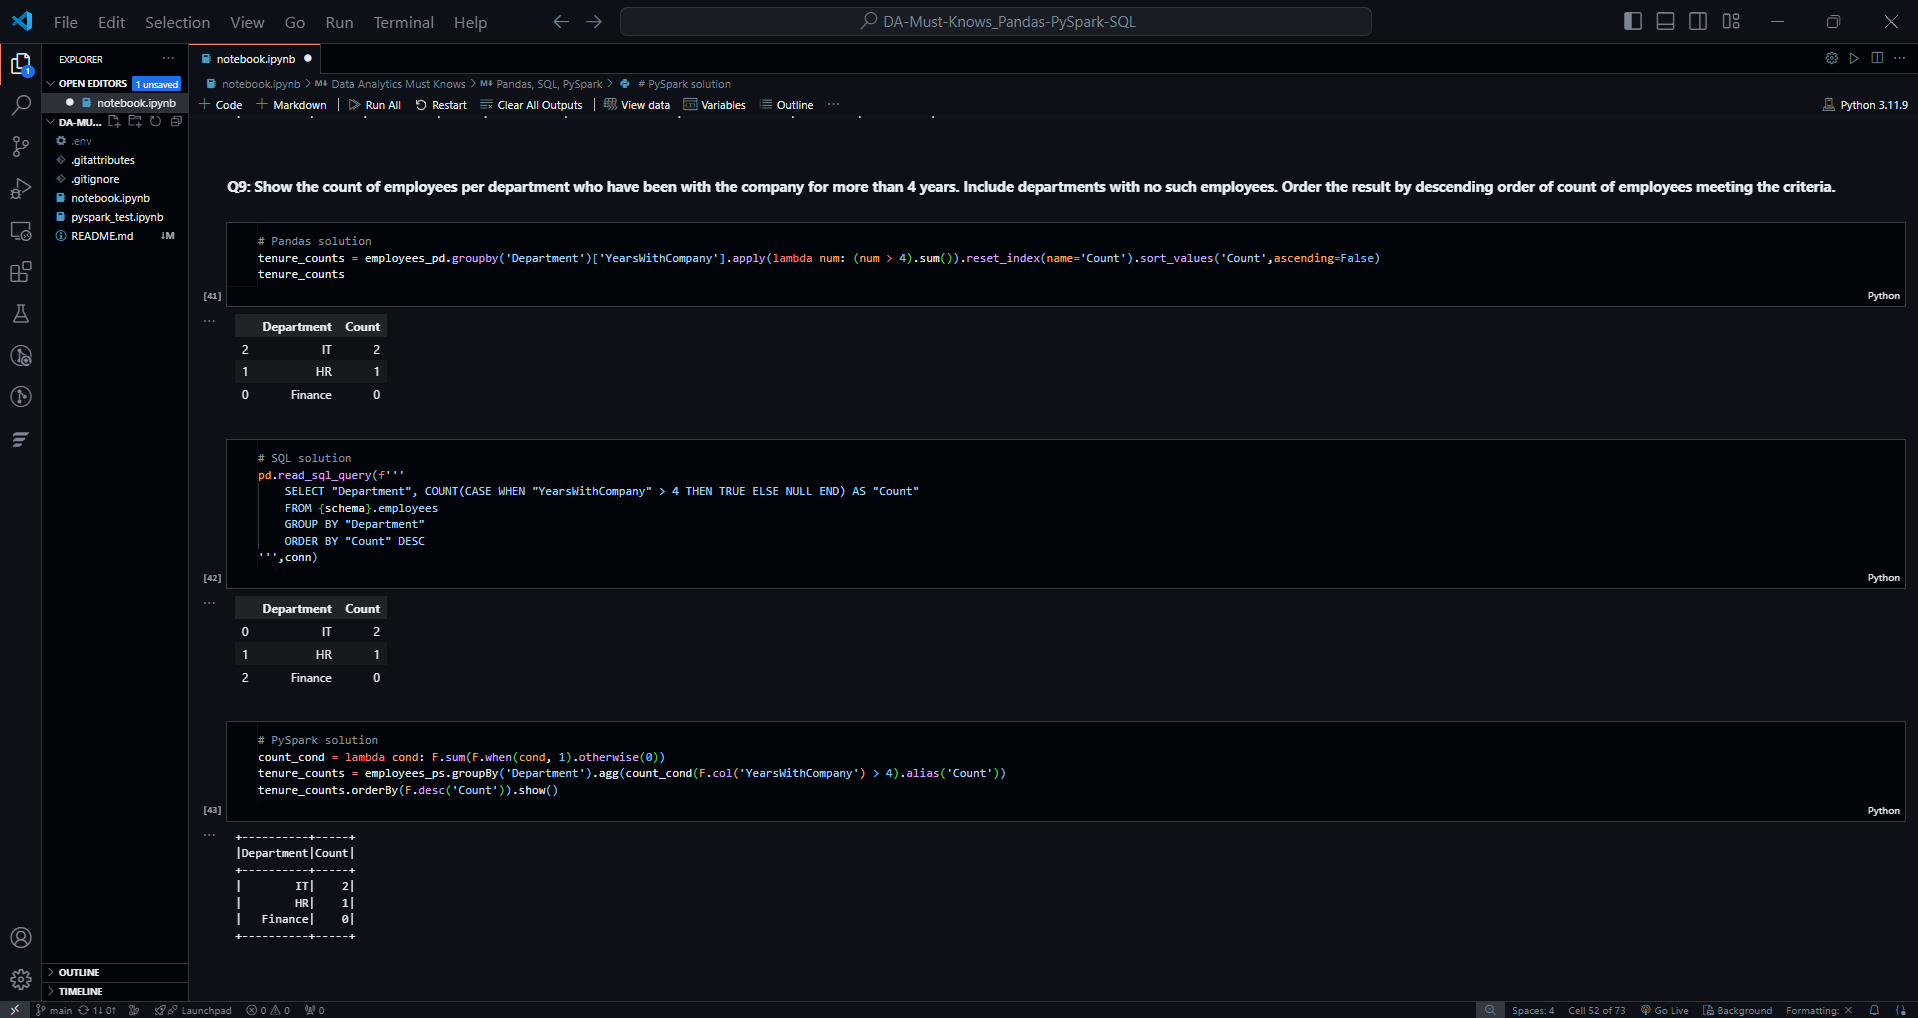 File Edit Selection View Go Run Terminal Help
DA-Must-Knows_Pandas-PySpark-SQL
EXPLORER
OPEN EDITORS 1 unsaved
notebook.ipynb
DA-MU...
.env
.gitattributes
.gitignore
notebook.ipynb
pyspark_test.ipynb
README.md ↓M
OUTLINE
TIMELINE
notebook.ipynb
notebook.ipynb > M↓ Data Analytics Must Knows > M↓ Pandas, SQL, PySpark > # PySpark solution
+ Code + Markdown | Run All Restart Clear All Outputs | View data Variables Outline ...
Python 3.11.9
Q9: Show the count of employees per department who have been with the company for more than 4 years. Include departments with no such employees. Order the result by descending order of count of employees meeting the criteria.
# Pandas solution
tenure_counts = employees_pd.groupby('Department')['YearsWithCompany'].apply(lambda num: (num > 4).sum()).reset_index(name='Count').sort_values('Count',ascending=False)
tenure_counts
[41] Python
Department Count
2 IT 2
1 HR 1
0 Finance 0
# SQL solution
pd.read_sql_query(f'''
SELECT "Department", COUNT(CASE WHEN "YearsWithCompany" > 4 THEN TRUE ELSE NULL END) AS "Count"
FROM {schema}.employees
GROUP BY "Department"
ORDER BY "Count" DESC
''',conn)
[42] Python
Department Count
0 IT 2
1 HR 1
2 Finance 0
# PySpark solution
count_cond = lambda cond: F.sum(F.when(cond, 1).otherwise(0))
tenure_counts = employees_ps.groupBy('Department').agg(count_cond(F.col('YearsWithCompany') > 4).alias('Count'))
tenure_counts.orderBy(F.desc('Count')).show()
[43] Python
+----------+-----+
|Department|Count|
+----------+-----+
|        IT|    2|
|        HR|    1|
|   Finance|    0|
+----------+-----+
main 1↓ 0↑ Launchpad 0 0 0
Spaces: 4 Cell 52 of 73 Go Live Background Formatting: ×